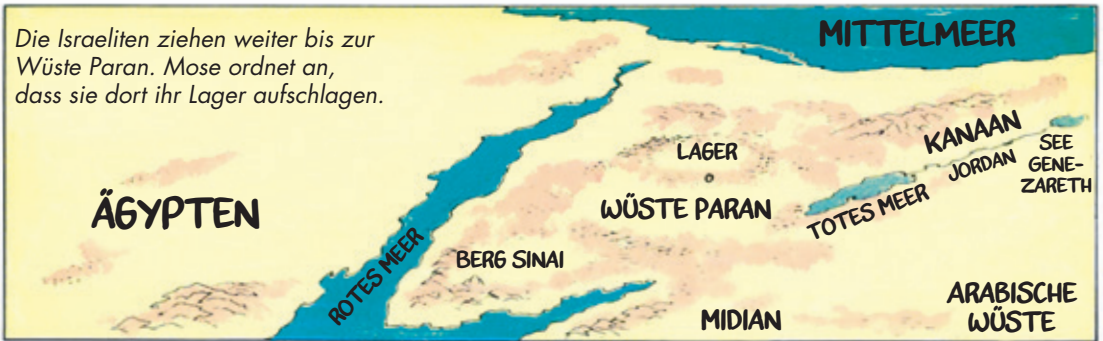 Die Israeliten ziehen weiter bis zur
Wüste Paran. Mose ordnet an,
dass sie dort ihr Lager aufschlagen.
MITTELMEER
KANAAN
SEE
GENE-
ZARETH
JORDAN
LAGER
TOTES MEER
WÜSTE PARAN
ÄGYPTEN
ROTES MEER
BERG SINAI
MIDIAN
ARABISCHE
WÜSTE